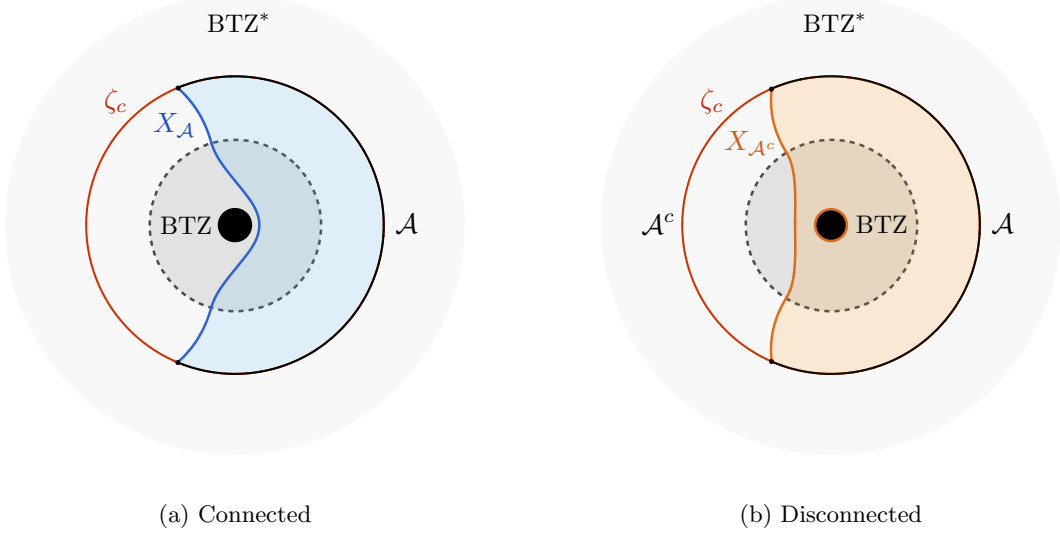 BTZ*
ζ_c
X_𝒜
BTZ
𝒜
(a) Connected
BTZ*
ζ_c
X_{𝒜^c}
𝒜^c
BTZ
𝒜
(b) Disconnected